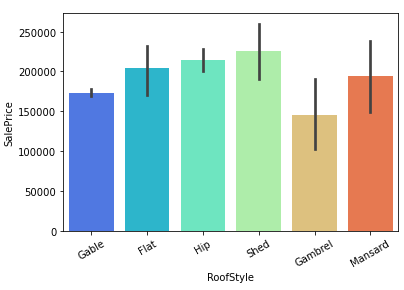 250000
200000
150000
100000
50000
0
SalePrice
Gable
Flat
Hip
Shed
Gambrel
Mansard
RoofStyle